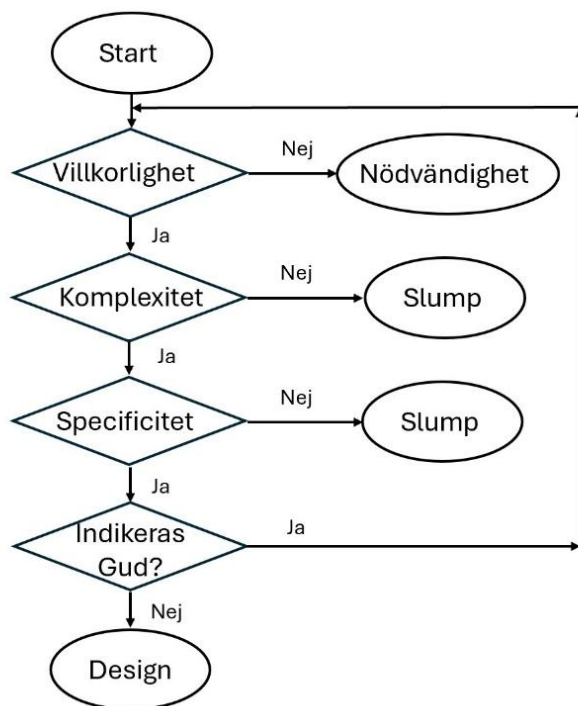 Start
Villkorlighet
Nej
Nödvändighet
Ja
Komplexitet
Nej
Slump
Ja
Specificitet
Nej
Slump
Ja
Indikeras
Gud?
Ja
Nej
Design